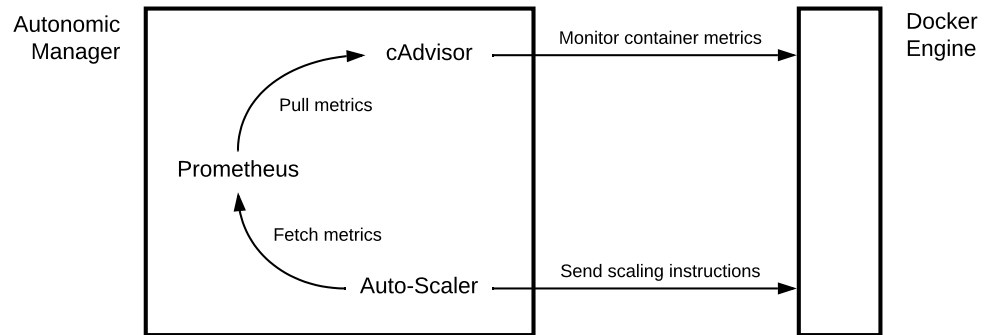 Autonomic
Manager
cAdvisor
Monitor container metrics
Docker
Engine
Pull metrics
Prometheus
Fetch metrics
Auto-Scaler
Send scaling instructions